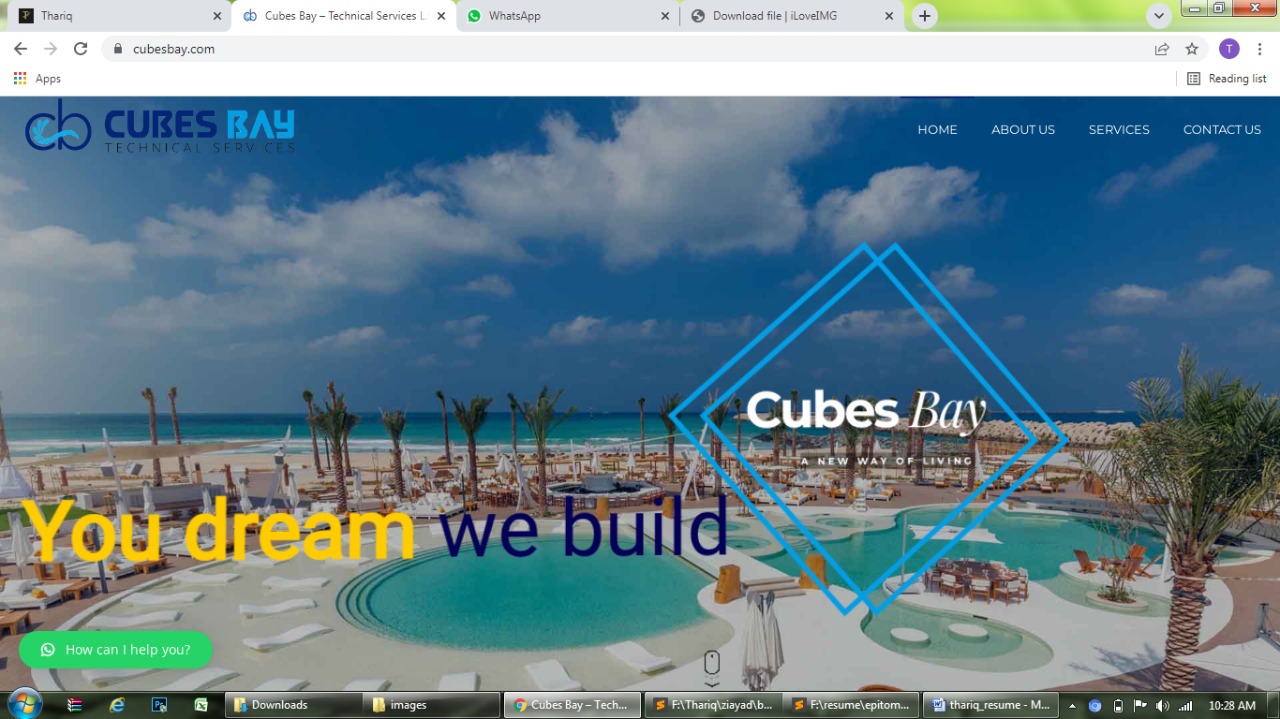 Thariq
Cubes Bay – Technical Services L
WhatsApp
Download file | iLoveIMG
cubesbay.com
T
Apps
Reading list
CUBES BAY
TECHNICAL SERVICES
HOME
ABOUT US
SERVICES
CONTACT US
Cubes Bay
A NEW WAY OF LIVING
You dream we build
How can I help you?
Downloads
images
Cubes Bay – Tech...
F:\Thariq\ziayad\b...
F:\resume\epitom...
thariq_resume - M...
10:28 AM